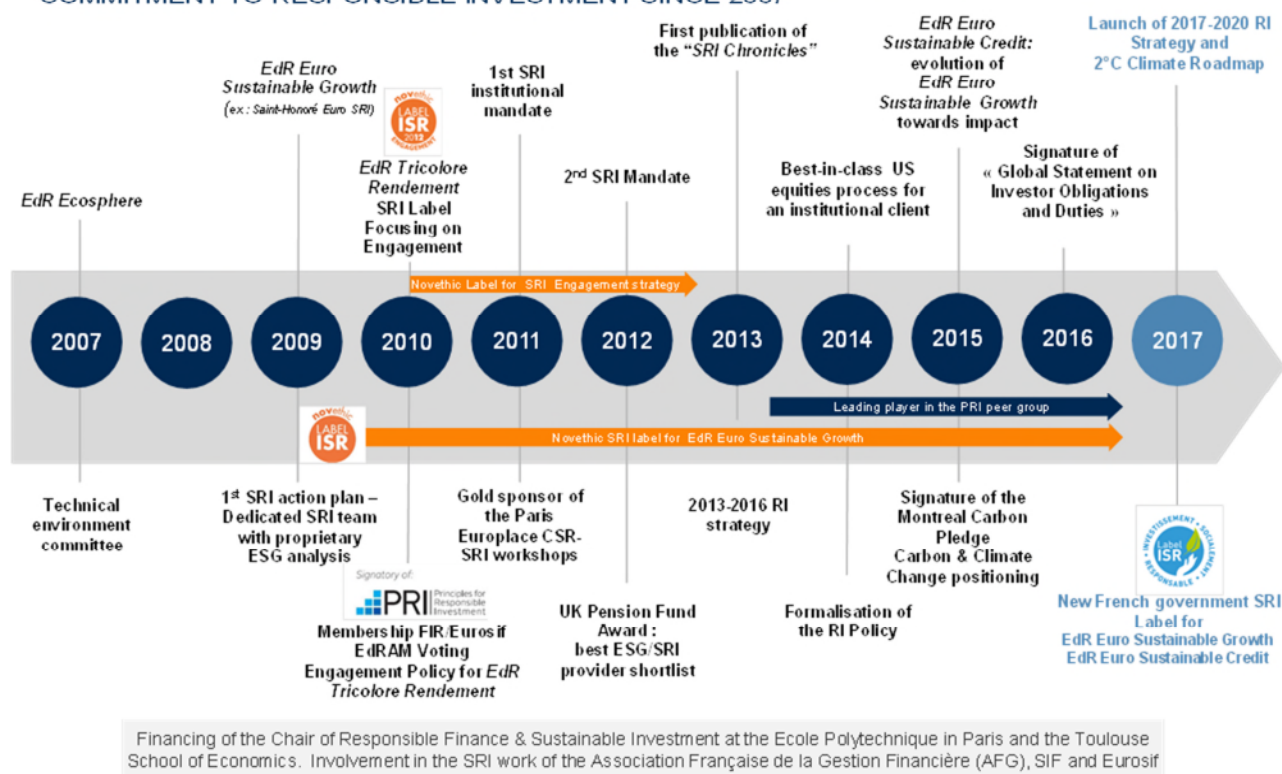 COMMITMENT TO RESPONSIBLE INVESTMENT SINCE 2007
EdR Ecosphere
EdR Euro
Sustainable Growth
(ex.: Saint-Honoré Euro SRI)
novethic
LABEL
ISR
2012
ENGAGEMENT
EdR Tricolore
Rendement
SRI Label
Focusing on
Engagement
1st SRI
institutional
mandate
2nd SRI Mandate
First publication of
the “SRI Chronicles”
Best-in-class US
equities process for
an institutional client
EdR Euro
Sustainable Credit:
evolution of
EdR Euro
Sustainable Growth
towards impact
Signature of
« Global Statement on
Investor Obligations
and Duties »
Launch of 2017-2020 RI
Strategy and
2°C Climate Roadmap
Novethic Label for SRI Engagement strategy
2007
2008
2009
2010
2011
2012
2013
2014
2015
2016
2017
Leading player in the PRI peer group
novethic
LABEL
ISR
Novethic SRI label for EdR Euro Sustainable Growth
Technical
environment
committee
1st SRI action plan –
Dedicated SRI team
with proprietary
ESG analysis
Signatory of:
PRI Principles for
Responsible
Investment
Membership FIR/Eurosif
EdRAM Voting
Engagement Policy for EdR
Tricolore Rendement
Gold sponsor of
the Paris
Europlace CSR-
SRI workshops
UK Pension Fund
Award :
best ESG/SRI
provider shortlist
2013-2016 RI
strategy
Formalisation of
the RI Policy
Signature of the
Montreal Carbon
Pledge
Carbon & Climate
Change positioning
INVESTISSEMENT • SOCIALEMENT RESPONSABLE •
Label
ISR
New French government SRI
Label for
EdR Euro Sustainable Growth
EdR Euro Sustainable Credit
Financing of the Chair of Responsible Finance & Sustainable Investment at the Ecole Polytechnique in Paris and the Toulouse
School of Economics. Involvement in the SRI work of the Association Française de la Gestion Financière (AFG), SIF and Eurosif